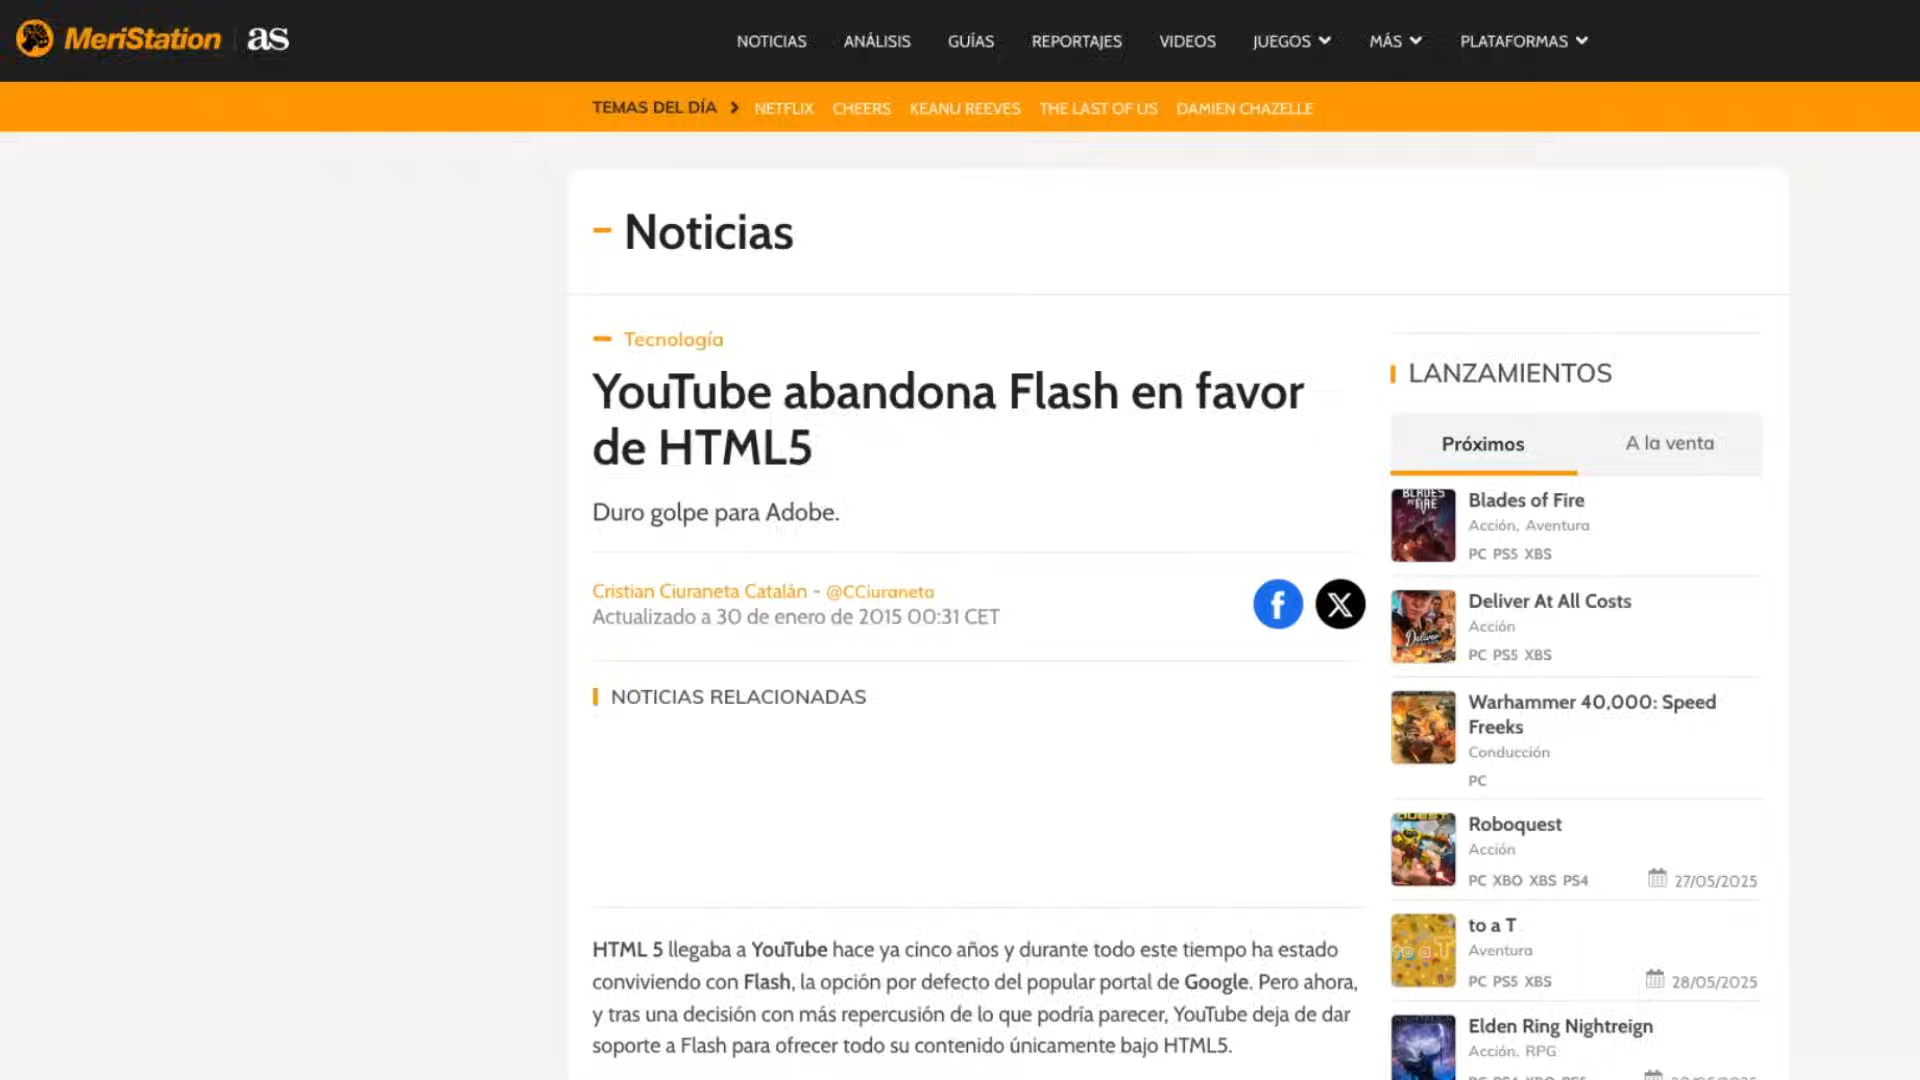 MeriStation as
NOTICIAS ANÁLISIS GUÍAS REPORTAJES VIDEOS JUEGOS MÁS PLATAFORMAS
TEMAS DEL DÍA NETFLIX CHEERS KEANU REEVES THE LAST OF US DAMIEN CHAZELLE
Noticias
Tecnología
YouTube abandona Flash en favor
de HTML5
Duro golpe para Adobe.
Cristian Ciuraneta Catalán - @CCiuraneta
Actualizado a 30 de enero de 2015 00:31 CET
NOTICIAS RELACIONADAS
HTML 5 llegaba a YouTube hace ya cinco años y durante todo este tiempo ha estado
conviviendo con Flash, la opción por defecto del popular portal de Google. Pero ahora,
y tras una decisión con más repercusión de lo que podría parecer, YouTube deja de dar
soporte a Flash para ofrecer todo su contenido únicamente bajo HTML5.
LANZAMIENTOS
Próximos A la venta
Blades of Fire
Acción, Aventura
PC PS5 XBS
Deliver At All Costs
Acción
PC PS5 XBS
Warhammer 40,000: Speed
Freeks
Conducción
PC
Roboquest
Acción
PC XBO XBS PS4 27/05/2025
to a T
Aventura
PC PS5 XBS 28/05/2025
Elden Ring Nightreign
Acción, RPG